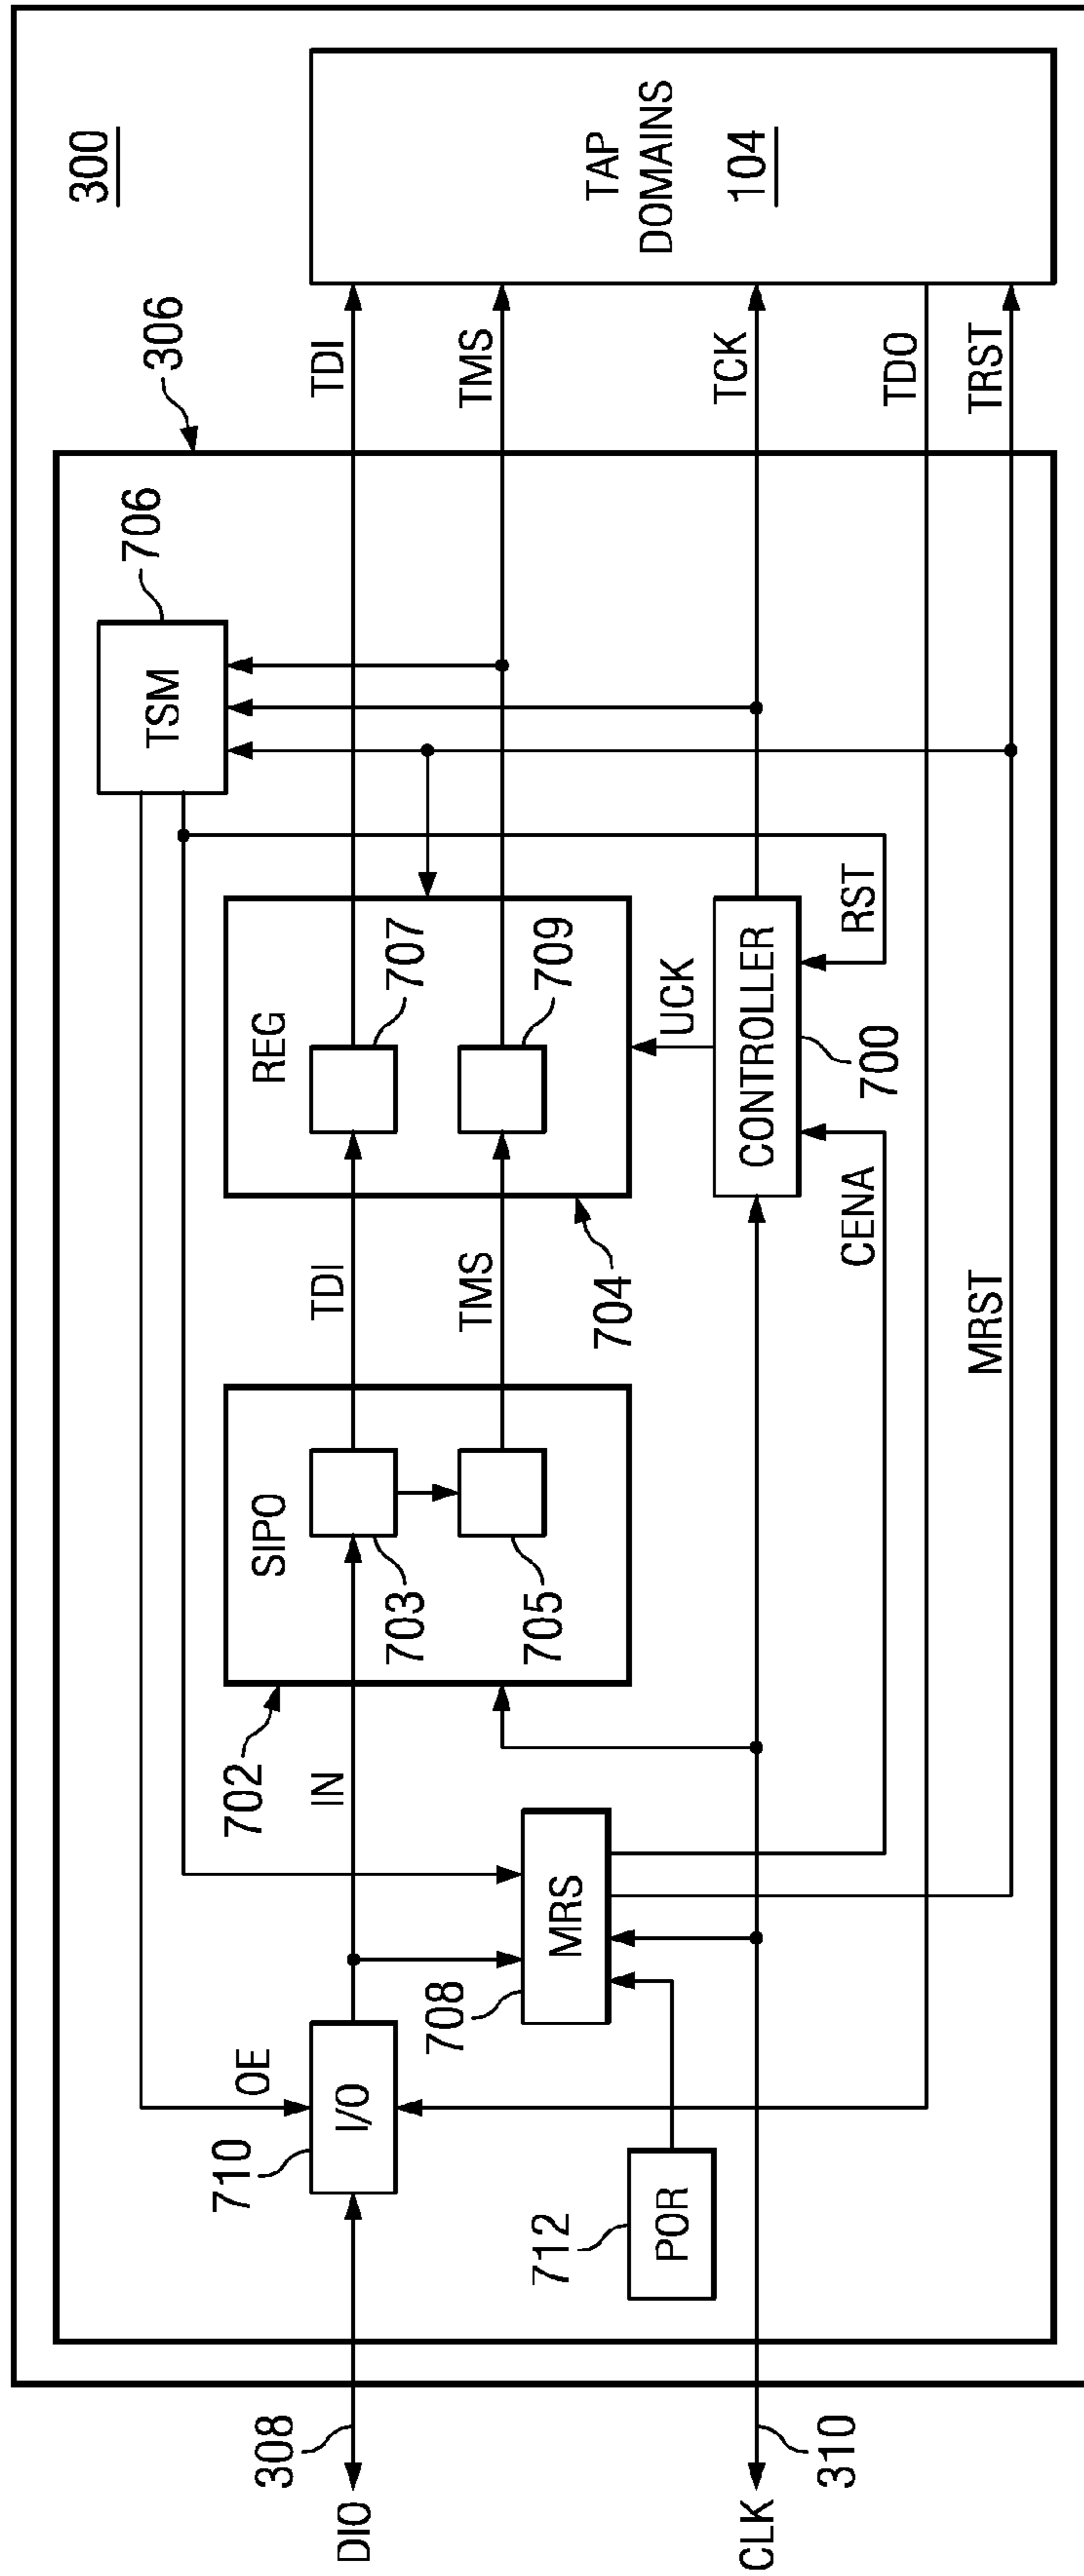 300
306
706
TSM
TAP
DOMAINS
104
TDI
TMS
TCK
TDO
TRST
REG
707
709
704
UCK
RST
CONTROLLER
700
CENA
MRST
TDI
TMS
SIPO
703
705
702
IN
MRS
708
OE
I/O
710
POR
712
308
DIO
310
CLK